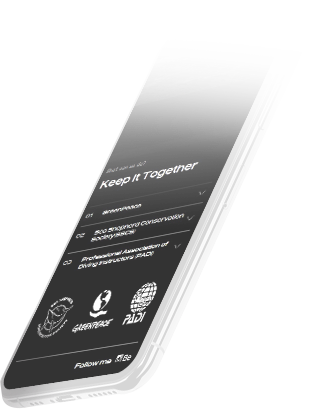 Keep It Together
01 Greenpeace
02 Sea Shepherd Conservation
Society(SSCS)
03 Professional Association of
Diving Instructors (PADI)
GREENPEACE
PADI
Follow me
Be